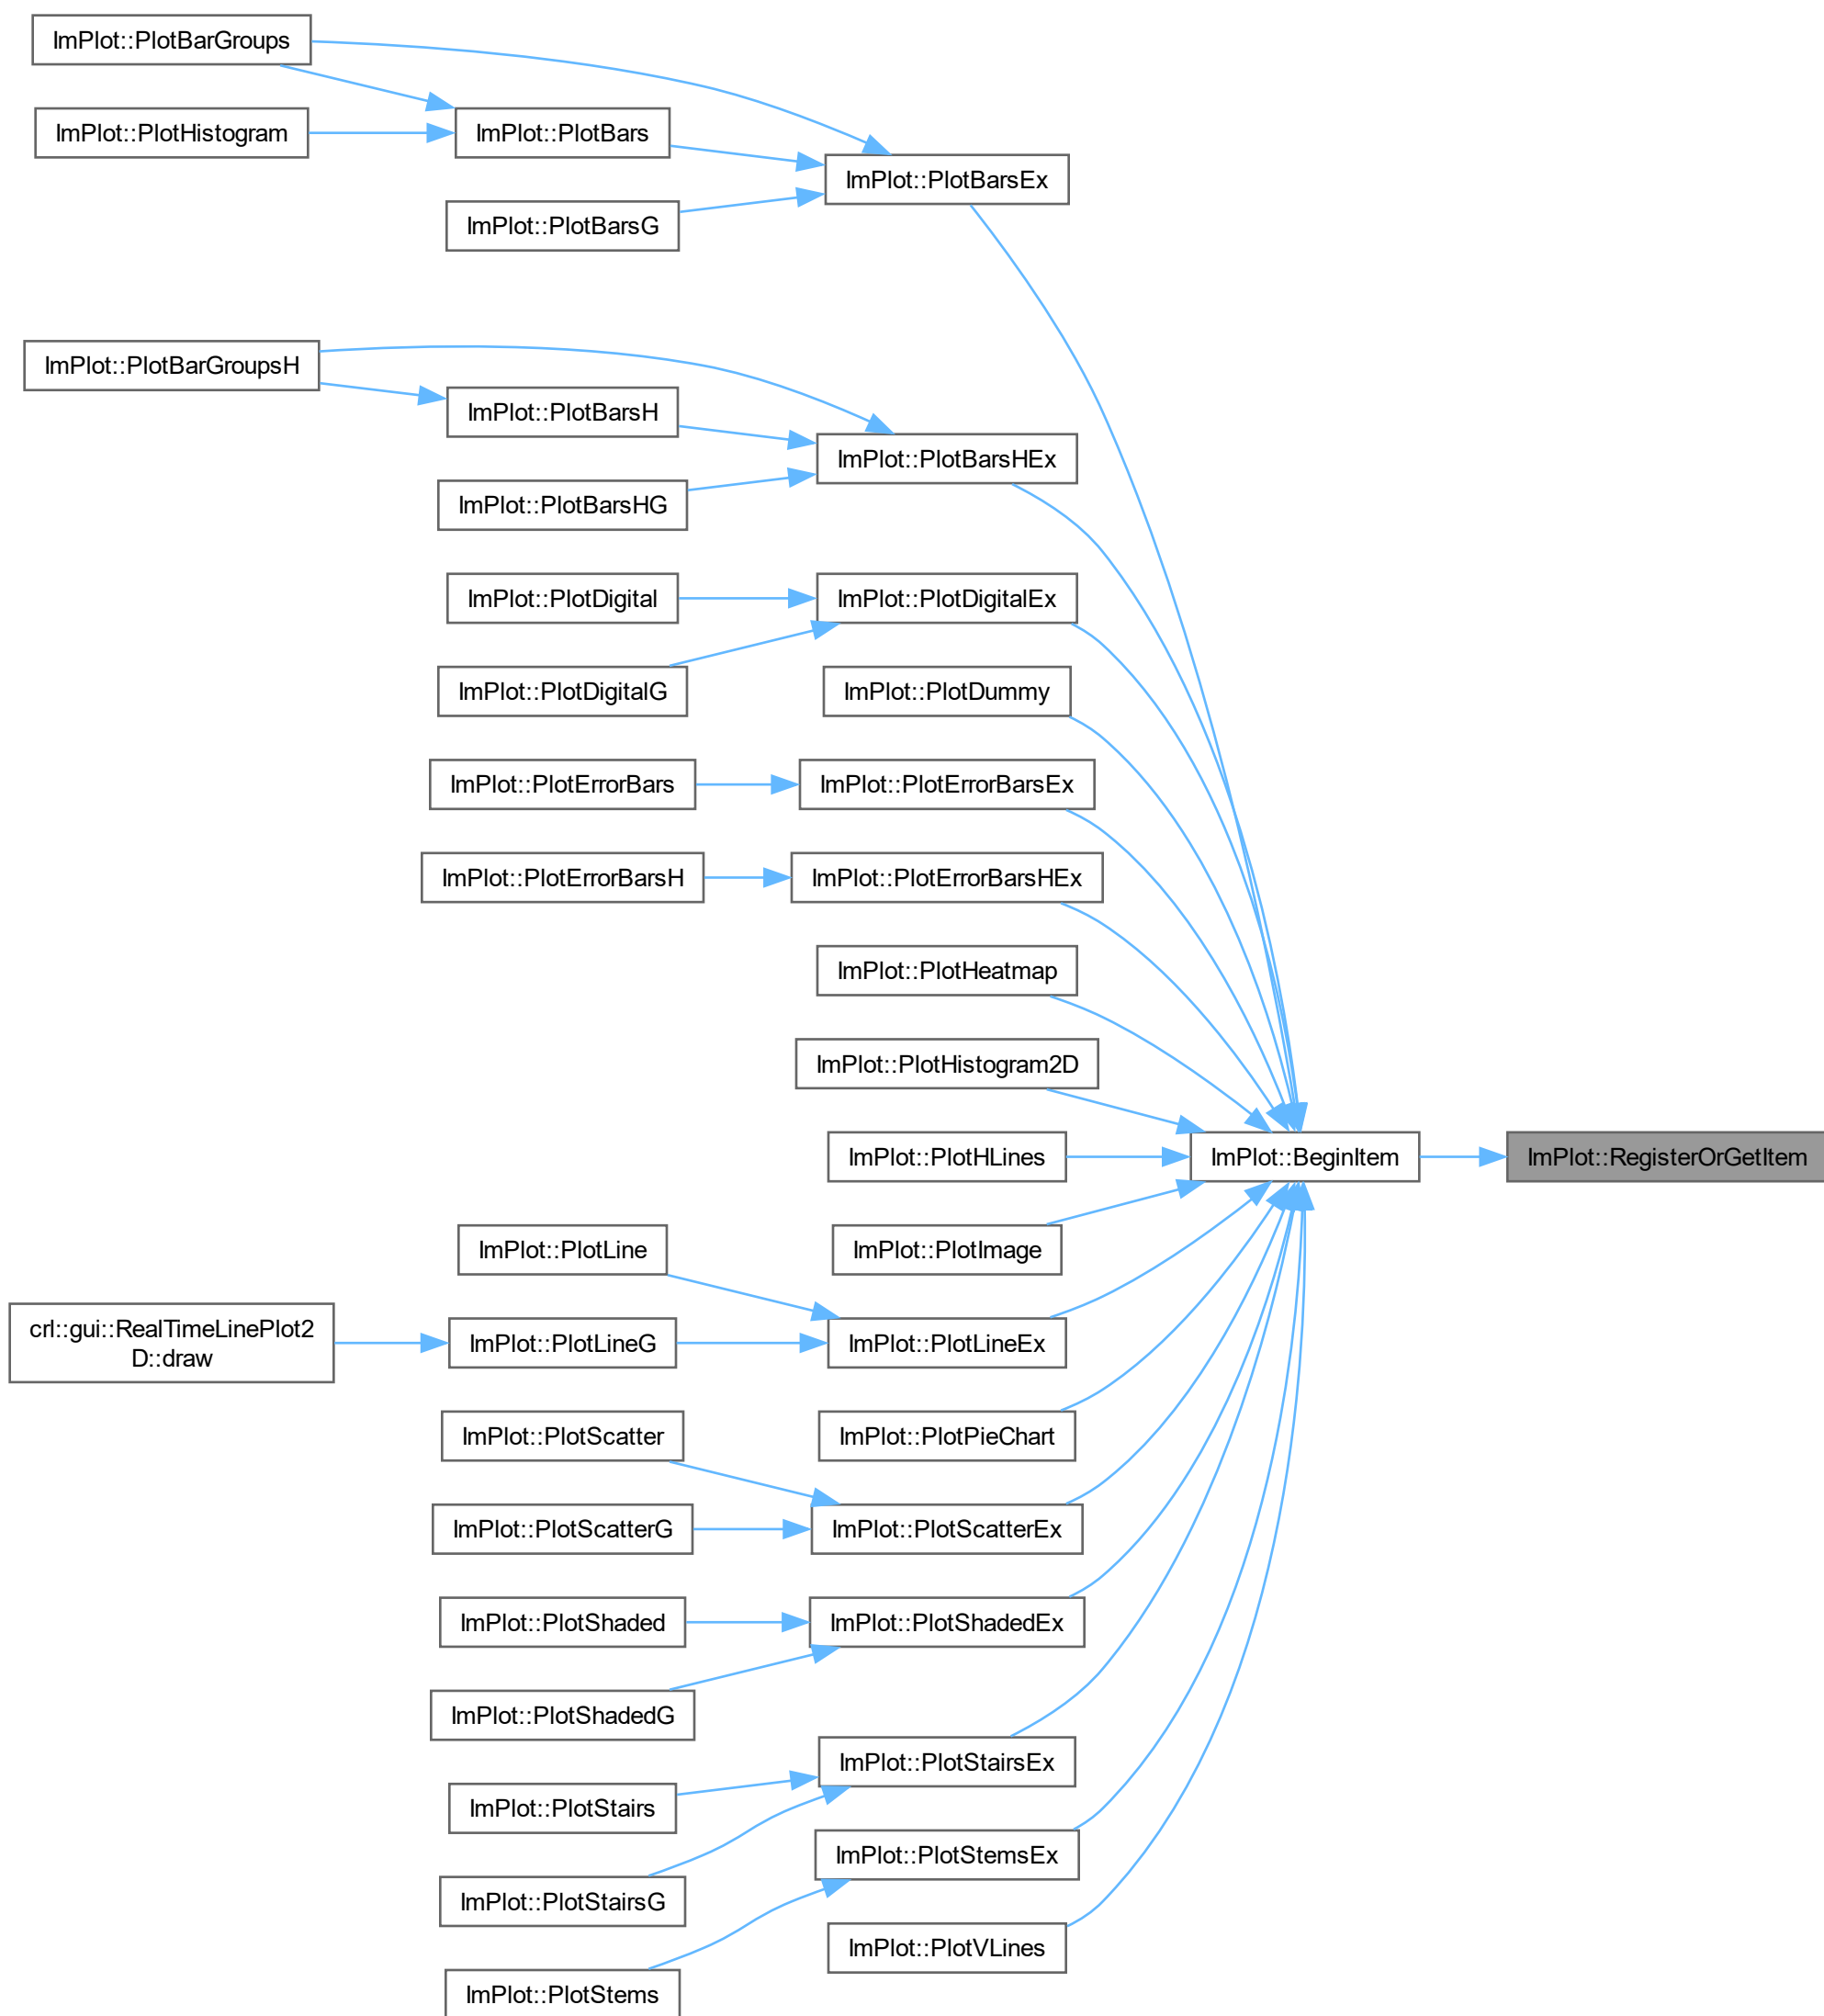 ImPlot::PlotBarGroups
ImPlot::PlotHistogram
ImPlot::PlotBars
ImPlot::PlotBarsEx
ImPlot::PlotBarsG
ImPlot::PlotBarGroupsH
ImPlot::PlotBarsH
ImPlot::PlotBarsHEx
ImPlot::PlotBarsHG
ImPlot::PlotDigital
ImPlot::PlotDigitalEx
ImPlot::PlotDigitalG
ImPlot::PlotDummy
ImPlot::PlotErrorBars
ImPlot::PlotErrorBarsEx
ImPlot::PlotErrorBarsH
ImPlot::PlotErrorBarsHEx
ImPlot::PlotHeatmap
ImPlot::PlotHistogram2D
ImPlot::PlotHLines
ImPlot::BeginItem
ImPlot::RegisterOrGetItem
ImPlot::PlotLine
ImPlot::PlotImage
crl::gui::RealTimeLinePlot2
D::draw
ImPlot::PlotLineG
ImPlot::PlotLineEx
ImPlot::PlotScatter
ImPlot::PlotPieChart
ImPlot::PlotScatterG
ImPlot::PlotScatterEx
ImPlot::PlotShaded
ImPlot::PlotShadedEx
ImPlot::PlotShadedG
ImPlot::PlotStairsEx
ImPlot::PlotStairs
ImPlot::PlotStemsEx
ImPlot::PlotStairsG
ImPlot::PlotVLines
ImPlot::PlotStems